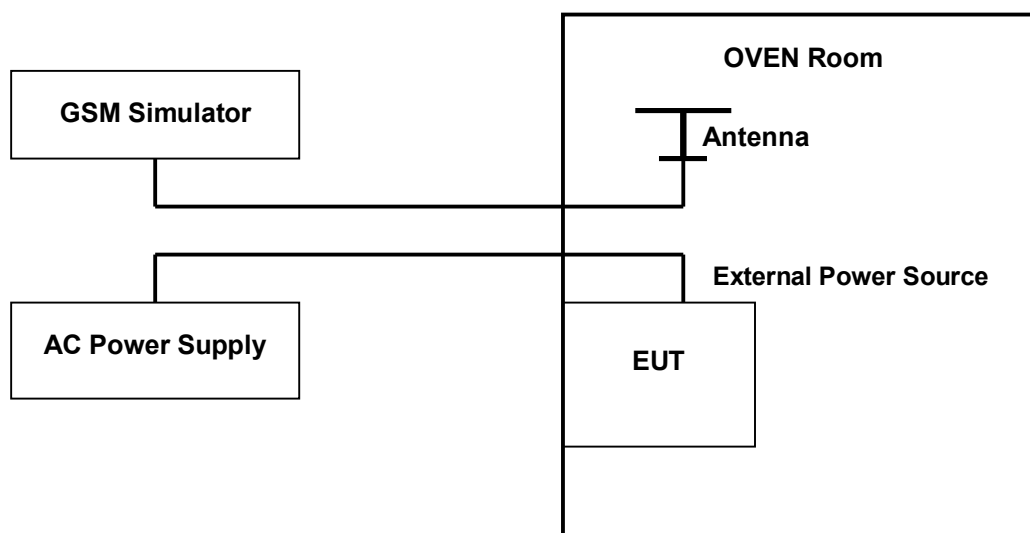 OVEN Room
GSM Simulator
Antenna
External Power Source
AC Power Supply
EUT